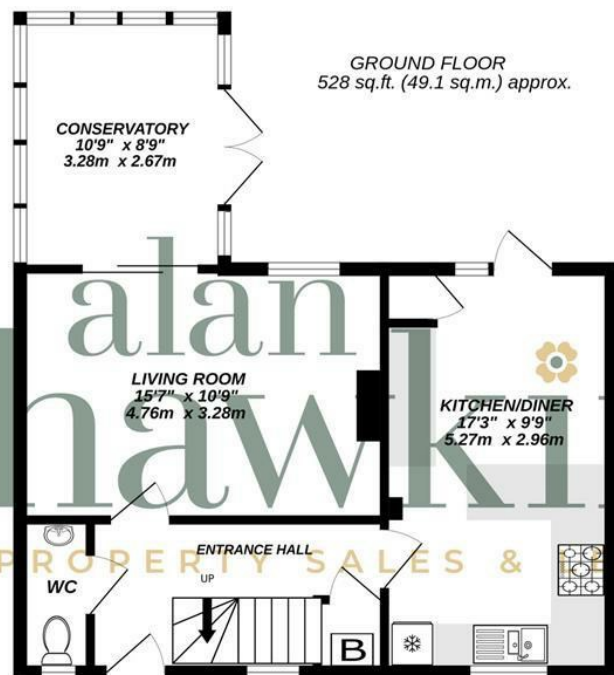 GROUND FLOOR
528 sq.ft. (49.1 sq.m.) approx.
CONSERVATORY
10'9" x 8'9"
3.28m x 2.67m
alan
hawki
PROPERTY SALES &
LIVING ROOM
15'7" x 10'9"
4.76m x 3.28m
KITCHEN/DINER
17'3" x 9'9"
5.27m x 2.96m
ENTRANCE HALL
UP
WC
B